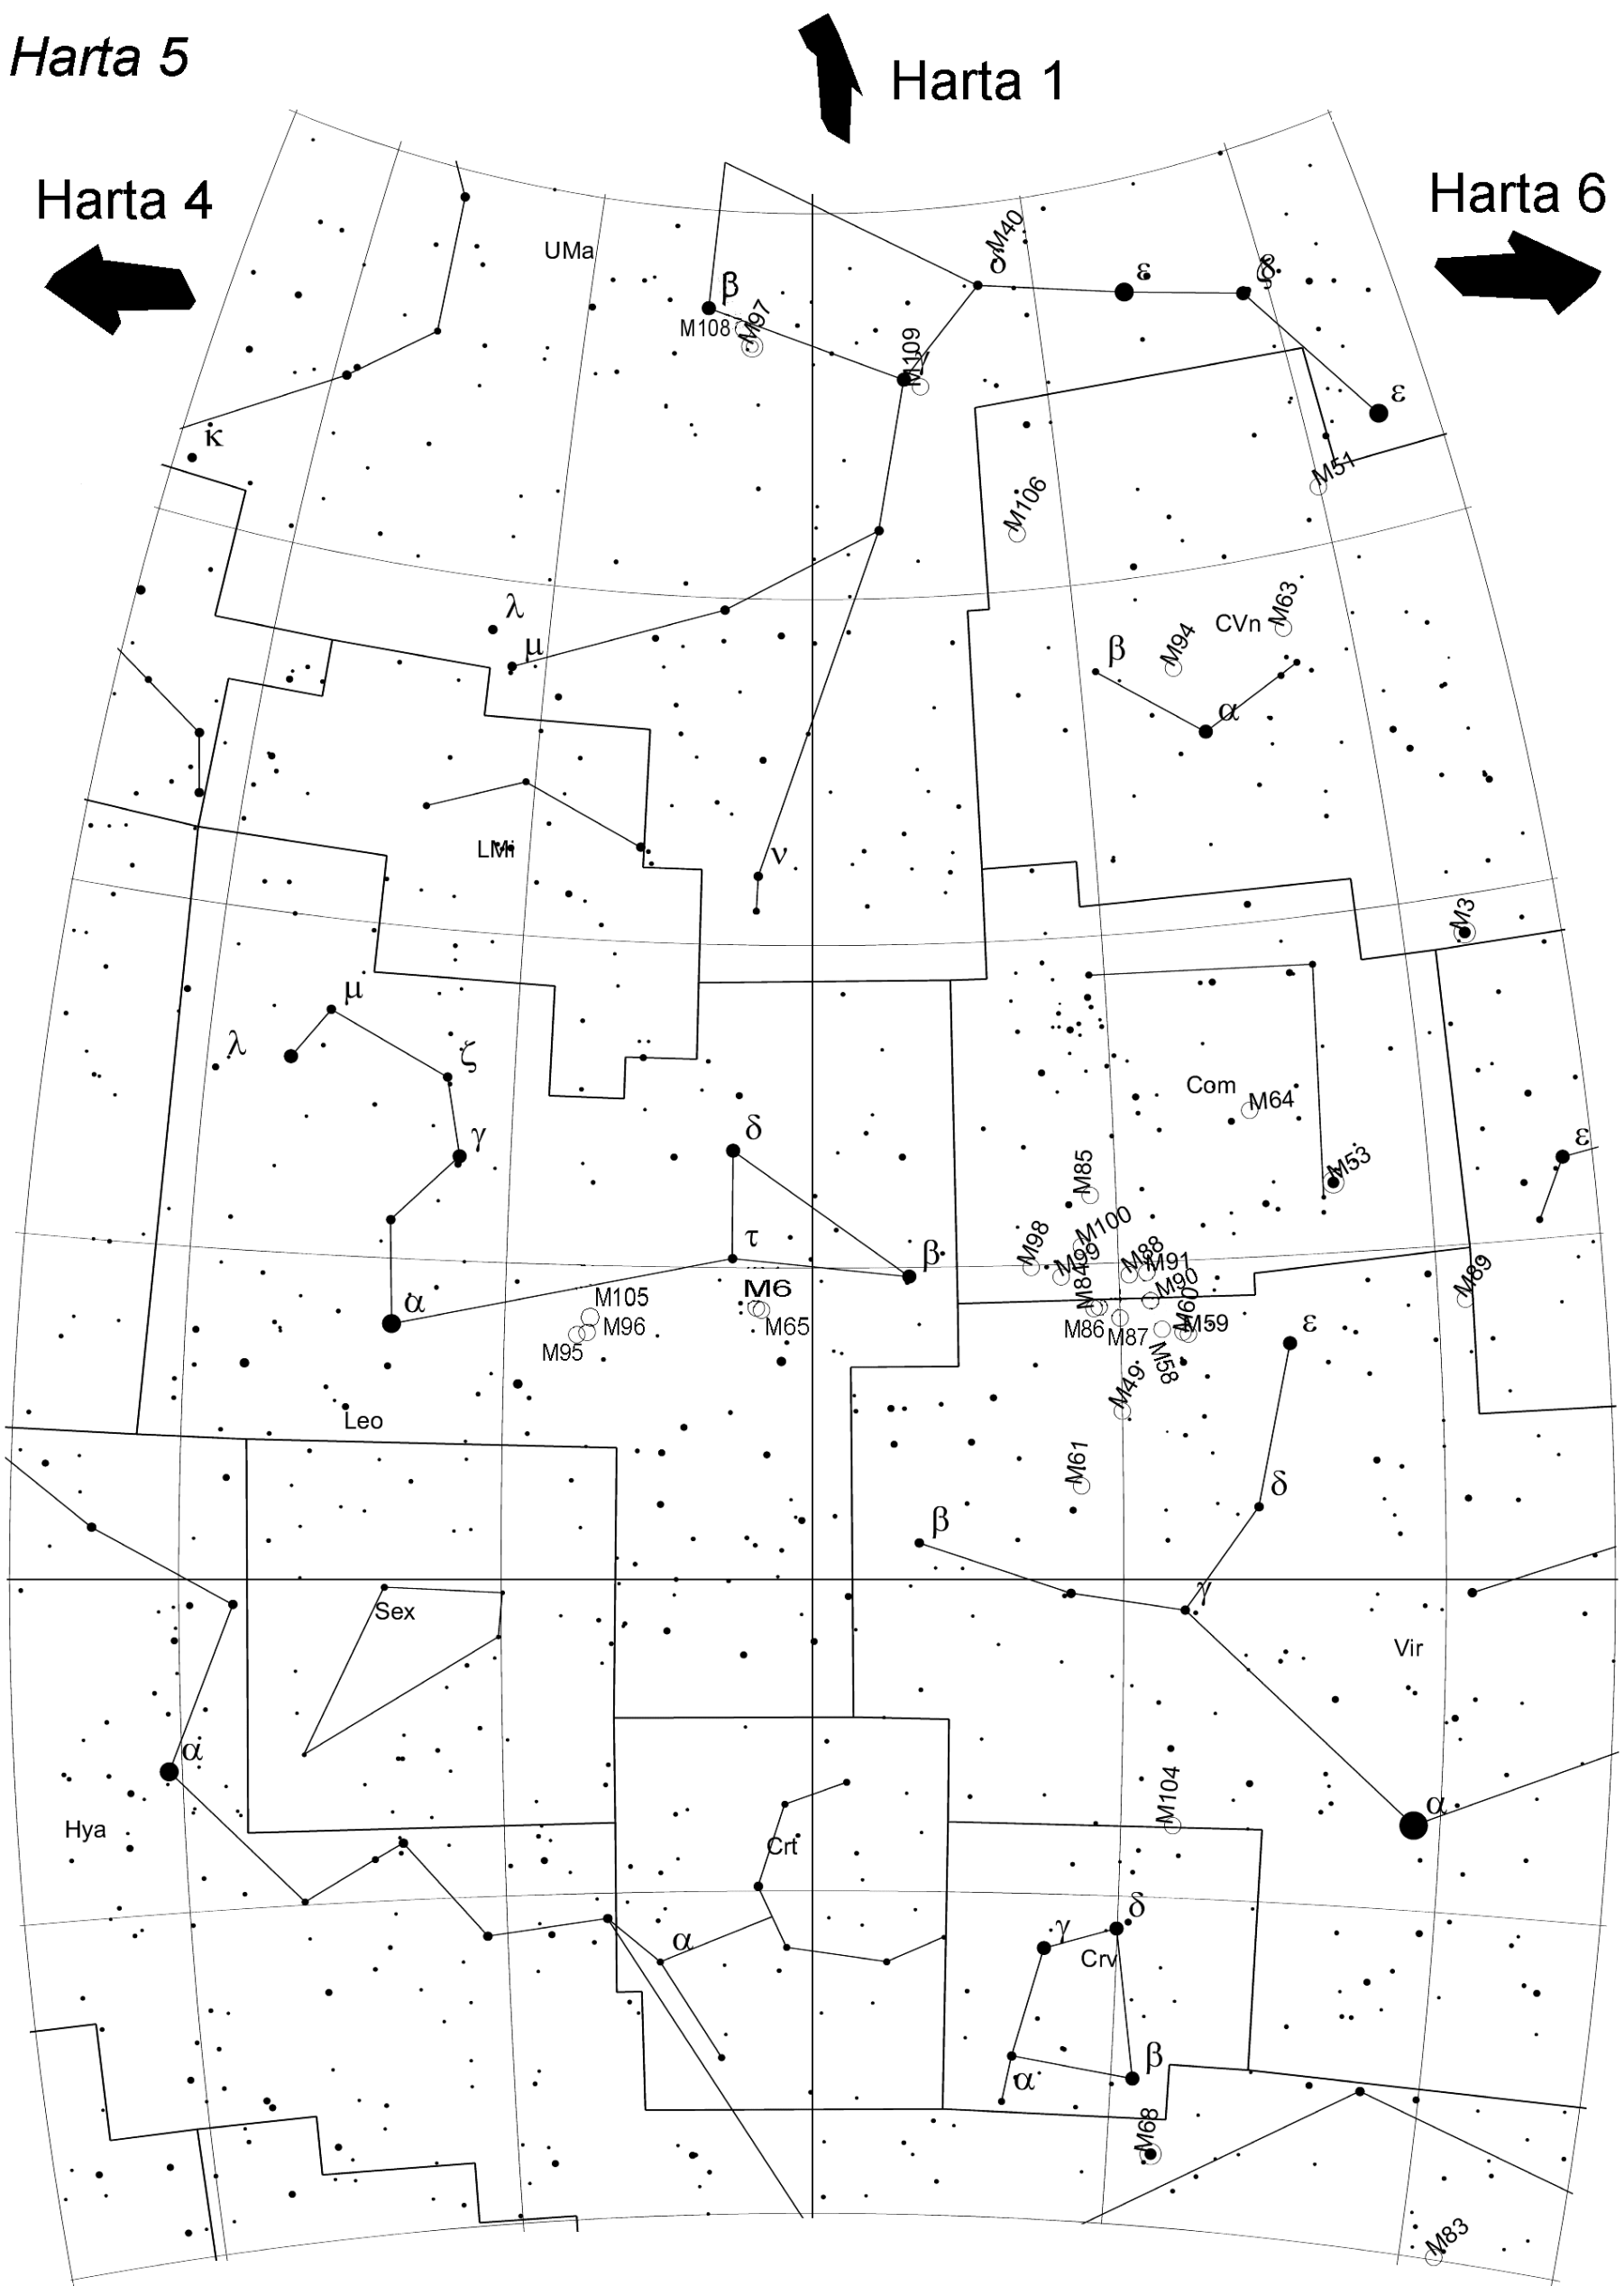 Harta 5
Harta 1
Harta 4
Harta 6
UMa
M40
δ
ε
ζ
β
M108
M97
M109
γ
ε
κ
M51
M106
λ
μ
CVn
M63
M94
β
α
LMi
ν
M3
μ
λ
ζ
γ
δ
Com
M64
ε
M85
M53
M98
M100
M99
M88
M91
τ
β
M84
M90
M89
α
M105
M6
M60
M96
M65
M86
M87
M59
ε
M95
M58
M49
Leo
M61
δ
β
γ
Sex
Vir
α
Hya
M104
α
Crt
δ
γ
α
Crv
β
α
M68
M83